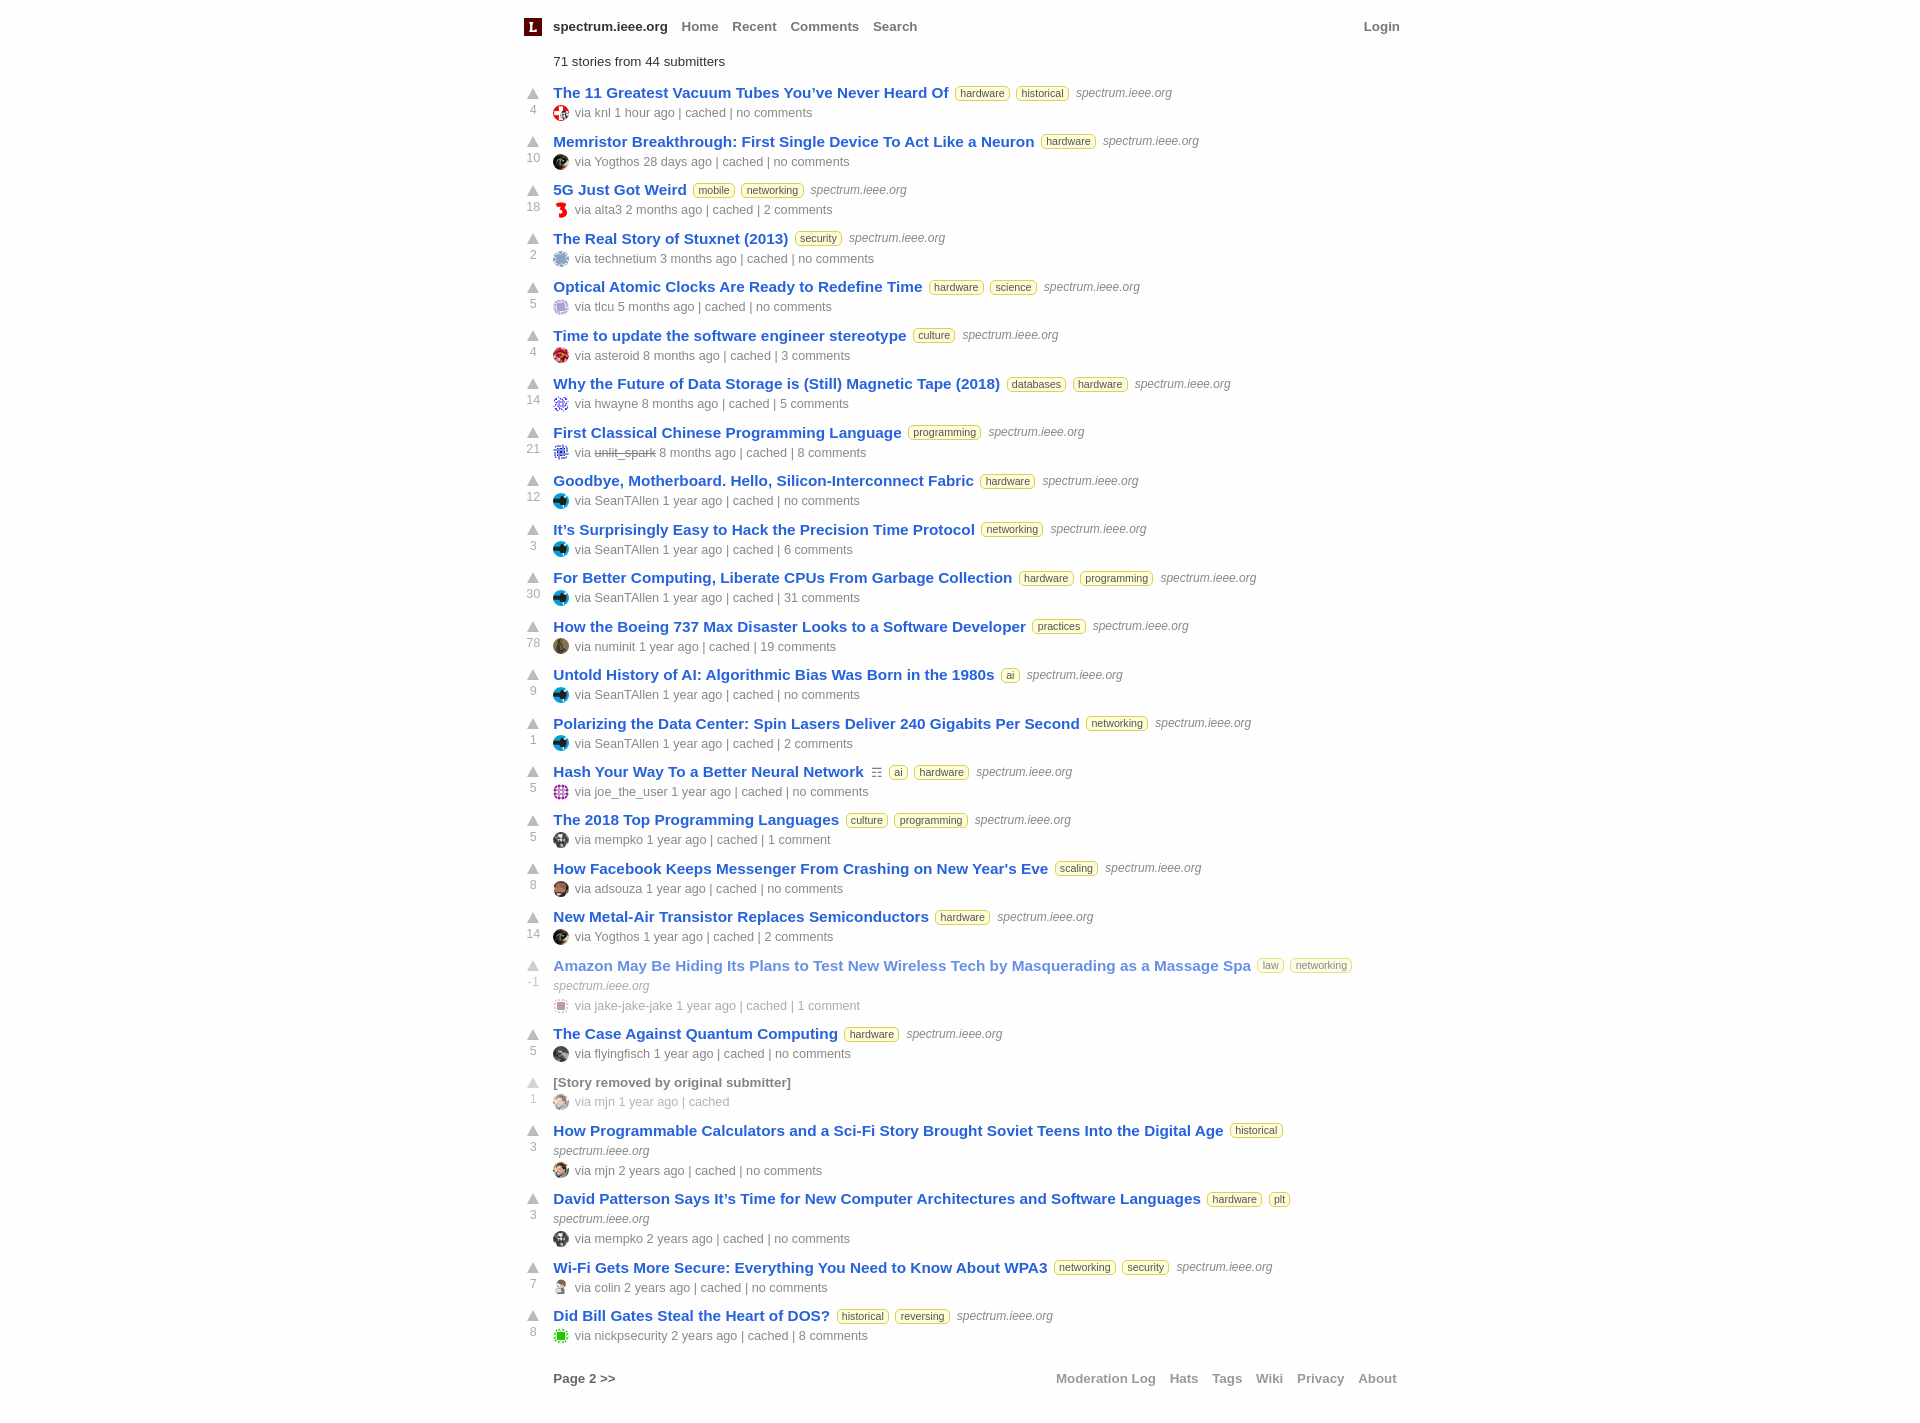 L spectrum.ieee.org Home Recent Comments Search Login
71 stories from 44 submitters
The 11 Greatest Vacuum Tubes You’ve Never Heard Of hardware historical spectrum.ieee.org
4 via knl 1 hour ago | cached | no comments
Memristor Breakthrough: First Single Device To Act Like a Neuron hardware spectrum.ieee.org
10 via Yogthos 28 days ago | cached | no comments
5G Just Got Weird mobile networking spectrum.ieee.org
18 via alta3 2 months ago | cached | 2 comments
The Real Story of Stuxnet (2013) security spectrum.ieee.org
2 via technetium 3 months ago | cached | no comments
Optical Atomic Clocks Are Ready to Redefine Time hardware science spectrum.ieee.org
5 via tlcu 5 months ago | cached | no comments
Time to update the software engineer stereotype culture spectrum.ieee.org
4 via asteroid 8 months ago | cached | 3 comments
Why the Future of Data Storage is (Still) Magnetic Tape (2018) databases hardware spectrum.ieee.org
14 via hwayne 8 months ago | cached | 5 comments
First Classical Chinese Programming Language programming spectrum.ieee.org
21 via unlit_spark 8 months ago | cached | 8 comments
Goodbye, Motherboard. Hello, Silicon-Interconnect Fabric hardware spectrum.ieee.org
12 via SeanTAllen 1 year ago | cached | no comments
It’s Surprisingly Easy to Hack the Precision Time Protocol networking spectrum.ieee.org
3 via SeanTAllen 1 year ago | cached | 6 comments
For Better Computing, Liberate CPUs From Garbage Collection hardware programming spectrum.ieee.org
30 via SeanTAllen 1 year ago | cached | 31 comments
How the Boeing 737 Max Disaster Looks to a Software Developer practices spectrum.ieee.org
78 via numinit 1 year ago | cached | 19 comments
Untold History of AI: Algorithmic Bias Was Born in the 1980s ai spectrum.ieee.org
9 via SeanTAllen 1 year ago | cached | no comments
Polarizing the Data Center: Spin Lasers Deliver 240 Gigabits Per Second networking spectrum.ieee.org
1 via SeanTAllen 1 year ago | cached | 2 comments
Hash Your Way To a Better Neural Network ☶ ai hardware spectrum.ieee.org
5 via joe_the_user 1 year ago | cached | no comments
The 2018 Top Programming Languages culture programming spectrum.ieee.org
5 via mempko 1 year ago | cached | 1 comment
How Facebook Keeps Messenger From Crashing on New Year's Eve scaling spectrum.ieee.org
8 via adsouza 1 year ago | cached | no comments
New Metal-Air Transistor Replaces Semiconductors hardware spectrum.ieee.org
14 via Yogthos 1 year ago | cached | 2 comments
Amazon May Be Hiding Its Plans to Test New Wireless Tech by Masquerading as a Massage Spa law networking
-1 spectrum.ieee.org
via jake-jake-jake 1 year ago | cached | 1 comment
The Case Against Quantum Computing hardware spectrum.ieee.org
5 via flyingfisch 1 year ago | cached | no comments
[Story removed by original submitter]
1 via mjn 1 year ago | cached
How Programmable Calculators and a Sci-Fi Story Brought Soviet Teens Into the Digital Age historical
3 spectrum.ieee.org
via mjn 2 years ago | cached | no comments
David Patterson Says It’s Time for New Computer Architectures and Software Languages hardware plt
3 spectrum.ieee.org
via mempko 2 years ago | cached | no comments
Wi-Fi Gets More Secure: Everything You Need to Know About WPA3 networking security spectrum.ieee.org
7 via colin 2 years ago | cached | no comments
Did Bill Gates Steal the Heart of DOS? historical reversing spectrum.ieee.org
8 via nickpsecurity 2 years ago | cached | 8 comments
Page 2 >> Moderation Log Hats Tags Wiki Privacy About